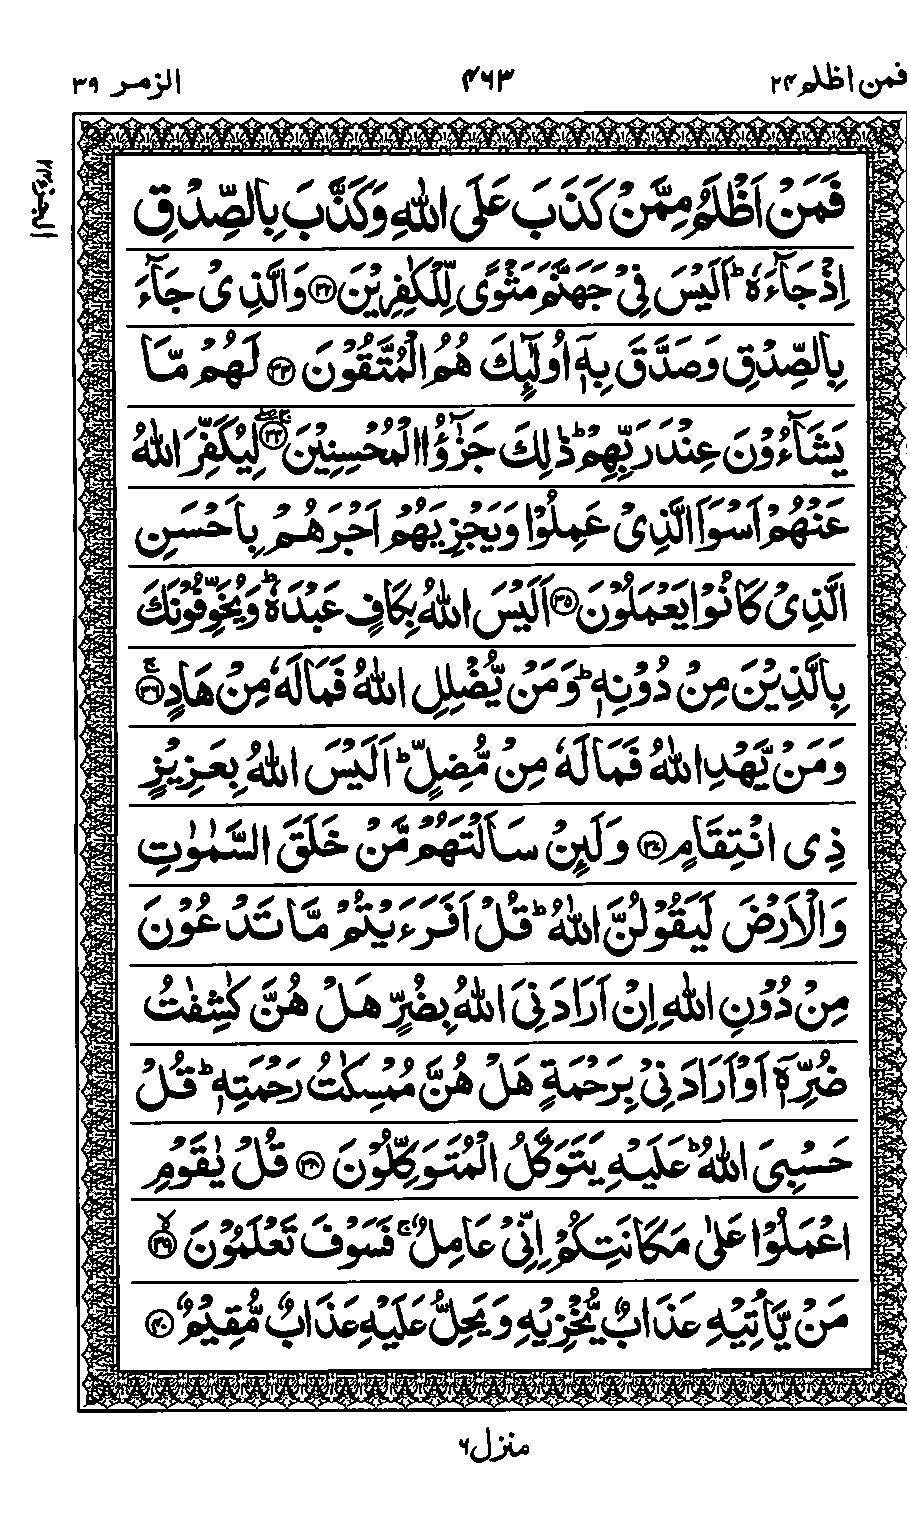 فمن اظلم ۲۴
۴۶۳
الزمر ۳۹
الجزء
فَمَنْ اَظْلَمُ مِمَّنْ كَذَبَ عَلَى اللّٰهِ وَكَذَّبَ بِالصِّدْقِ
اِذْ جَآءَهٗ ؕ اَلَيْسَ فِيْ جَهَنَّمَ مَثْوًى لِّلْكٰفِرِيْنَ ۝۳۲ وَالَّذِيْ جَآءَ
بِالصِّدْقِ وَصَدَّقَ بِهٖٓ اُولٰٓئِكَ هُمُ الْمُتَّقُوْنَ ۝۳۳ لَهُمْ مَّا
يَشَآءُوْنَ عِنْدَ رَبِّهِمْ ؕ ذٰلِكَ جَزٰٓؤُا الْمُحْسِنِيْنَ ۝۳۴ لِيُكَفِّرَ اللّٰهُ
عَنْهُمْ اَسْوَاَ الَّذِيْ عَمِلُوْا وَيَجْزِيَهُمْ اَجْرَهُمْ بِاَحْسَنِ
الَّذِيْ كَانُوْا يَعْمَلُوْنَ ۝۳۵ اَلَيْسَ اللّٰهُ بِكَافٍ عَبْدَهٗ ؕ وَيُخَوِّفُوْنَكَ
بِالَّذِيْنَ مِنْ دُوْنِهٖ ؕ وَمَنْ يُّضْلِلِ اللّٰهُ فَمَا لَهٗ مِنْ هَادٍ ۝۳۶ۚ
وَمَنْ يَّهْدِ اللّٰهُ فَمَا لَهٗ مِنْ مُّضِلٍّ ؕ اَلَيْسَ اللّٰهُ بِعَزِيْزٍ
ذِي انْتِقَامٍ ۝۳۷ وَلَئِنْ سَاَلْتَهُمْ مَّنْ خَلَقَ السَّمٰوٰتِ
وَالْاَرْضَ لَيَقُوْلُنَّ اللّٰهُ ؕ قُلْ اَفَرَءَيْتُمْ مَّا تَدْعُوْنَ
مِنْ دُوْنِ اللّٰهِ اِنْ اَرَادَنِيَ اللّٰهُ بِضُرٍّ هَلْ هُنَّ كٰشِفٰتُ
ضُرِّهٖٓ اَوْ اَرَادَنِيْ بِرَحْمَةٍ هَلْ هُنَّ مُمْسِكٰتُ رَحْمَتِهٖ ؕ قُلْ
حَسْبِيَ اللّٰهُ ؕ عَلَيْهِ يَتَوَكَّلُ الْمُتَوَكِّلُوْنَ ۝۳۸ قُلْ يٰقَوْمِ
اعْمَلُوْا عَلٰى مَكَانَتِكُمْ اِنِّيْ عَامِلٌ ۚ فَسَوْفَ تَعْلَمُوْنَ ۝۳۹ۙ
مَنْ يَّاْتِيْهِ عَذَابٌ يُّخْزِيْهِ وَيَحِلُّ عَلَيْهِ عَذَابٌ مُّقِيْمٌ ۝۴۰
منزل ۶